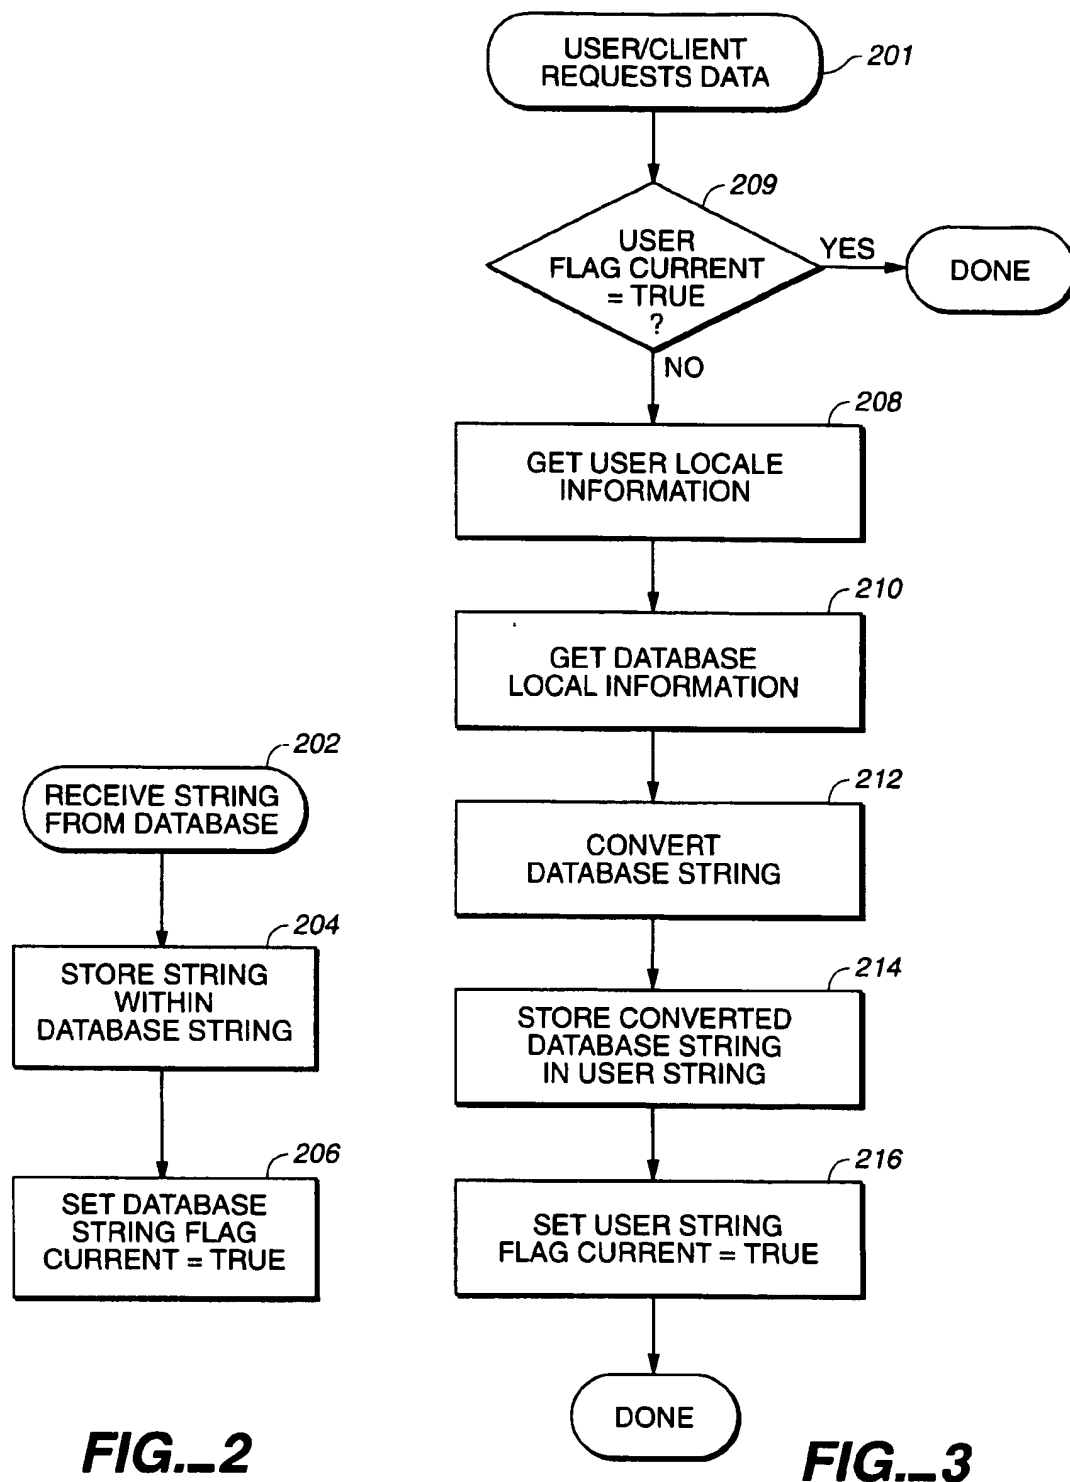 USER/CLIENT
REQUESTS DATA
201
209
USER
FLAG CURRENT
= TRUE
?
YES
DONE
NO
208
GET USER LOCALE
INFORMATION
210
GET DATABASE
LOCAL INFORMATION
212
CONVERT
DATABASE STRING
214
STORE CONVERTED
DATABASE STRING
IN USER STRING
216
SET USER STRING
FLAG CURRENT = TRUE
DONE
FIG._3
202
RECEIVE STRING
FROM DATABASE
204
STORE STRING
WITHIN
DATABASE STRING
206
SET DATABASE
STRING FLAG
CURRENT = TRUE
FIG._2